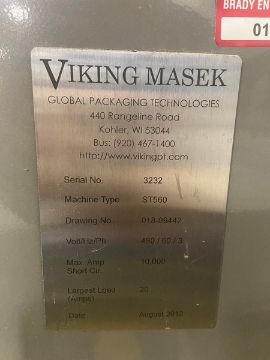 BRADY EN
01
VIKING MASEK
GLOBAL PACKAGING TECHNOLOGIES
440 Rangeline Road
Kohler, WI 53044
Bus: (920) 467-1400
http://www.vikingpt.com
Serial No. 3232
Machine Type ST560
Drawing No. 018-09442
Volt/Hz/Ph 480 / 60 / 3
Max. Amp 10,000
Short Cir.
Largest Load 20
(Amps)
Date August 2012